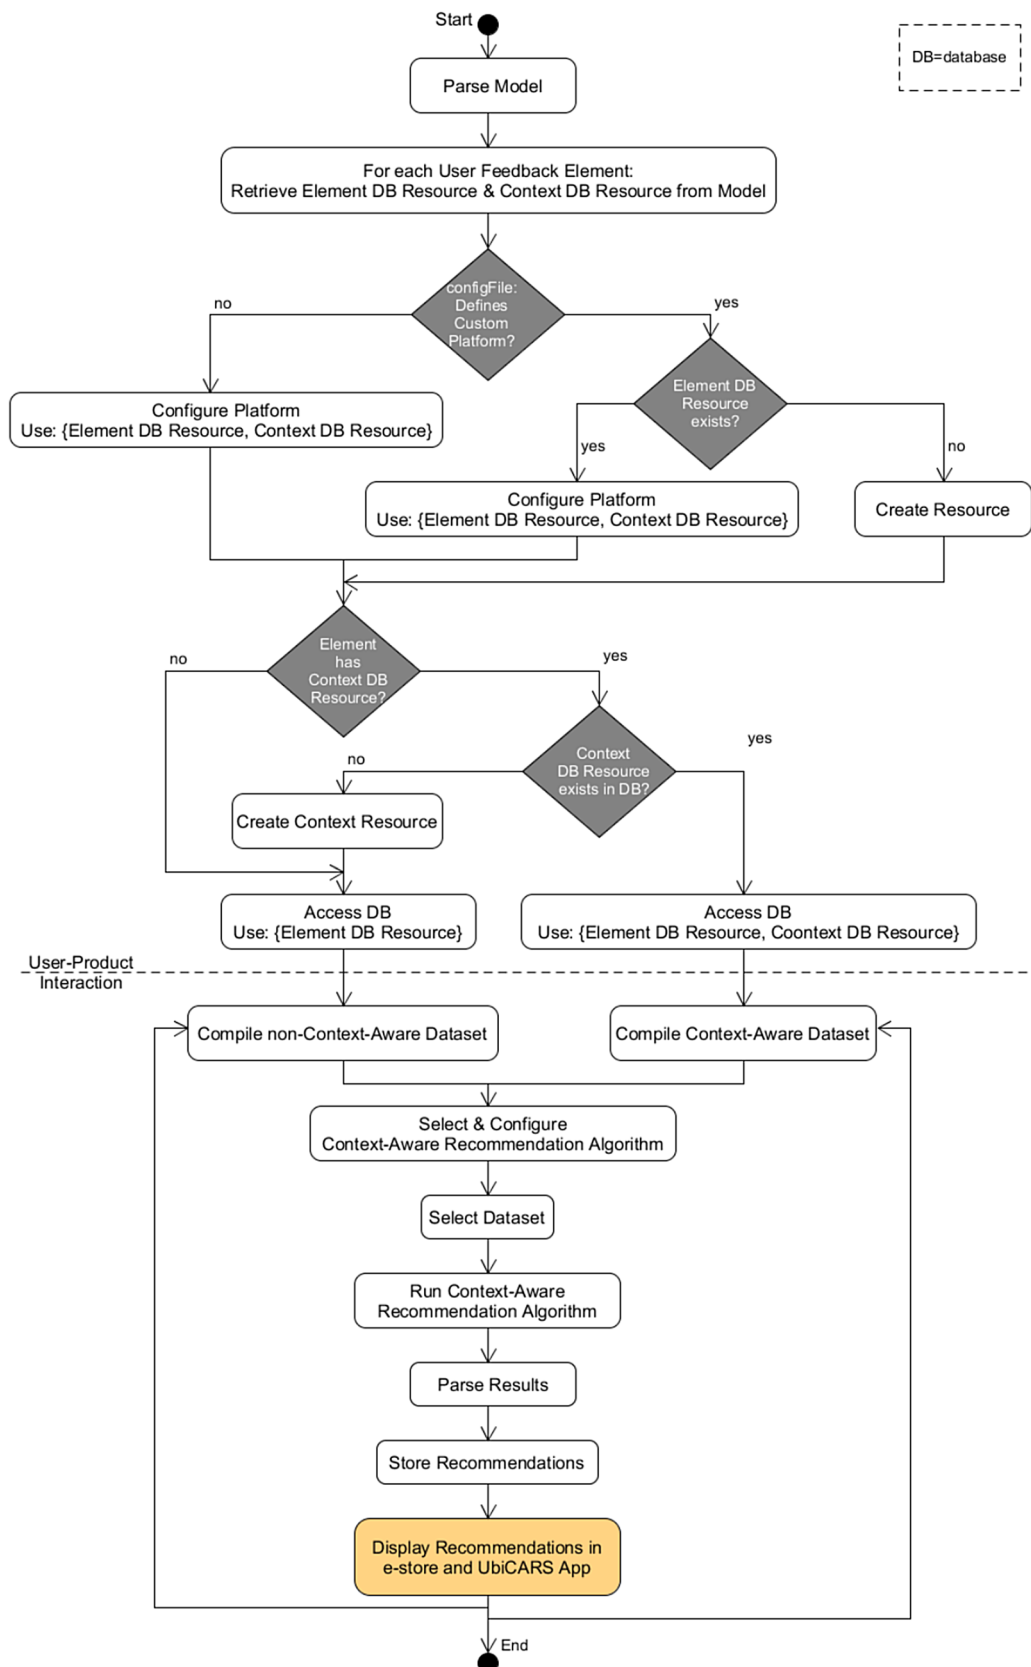 Start
DB=database
Parse Model
For each User Feedback Element:
Retrieve Element DB Resource & Context DB Resource from Model
configFile:
Defines
Custom
Platform?
no
yes
Element DB
Resource
exists?
Configure Platform
Use: {Element DB Resource, Context DB Resource}
yes
no
Configure Platform
Use: {Element DB Resource, Context DB Resource}
Create Resource
Element
has
Context DB
Resource?
no
yes
Context
DB Resource
exists in DB?
no
yes
Create Context Resource
Access DB
Use: {Element DB Resource}
Access DB
Use: {Element DB Resource, Coontext DB Resource}
User-Product
Interaction
Compile non-Context-Aware Dataset
Compile Context-Aware Dataset
Select & Configure
Context-Aware Recommendation Algorithm
Select Dataset
Run Context-Aware
Recommendation Algorithm
Parse Results
Store Recommendations
Display Recommendations in
e-store and UbiCARS App
End